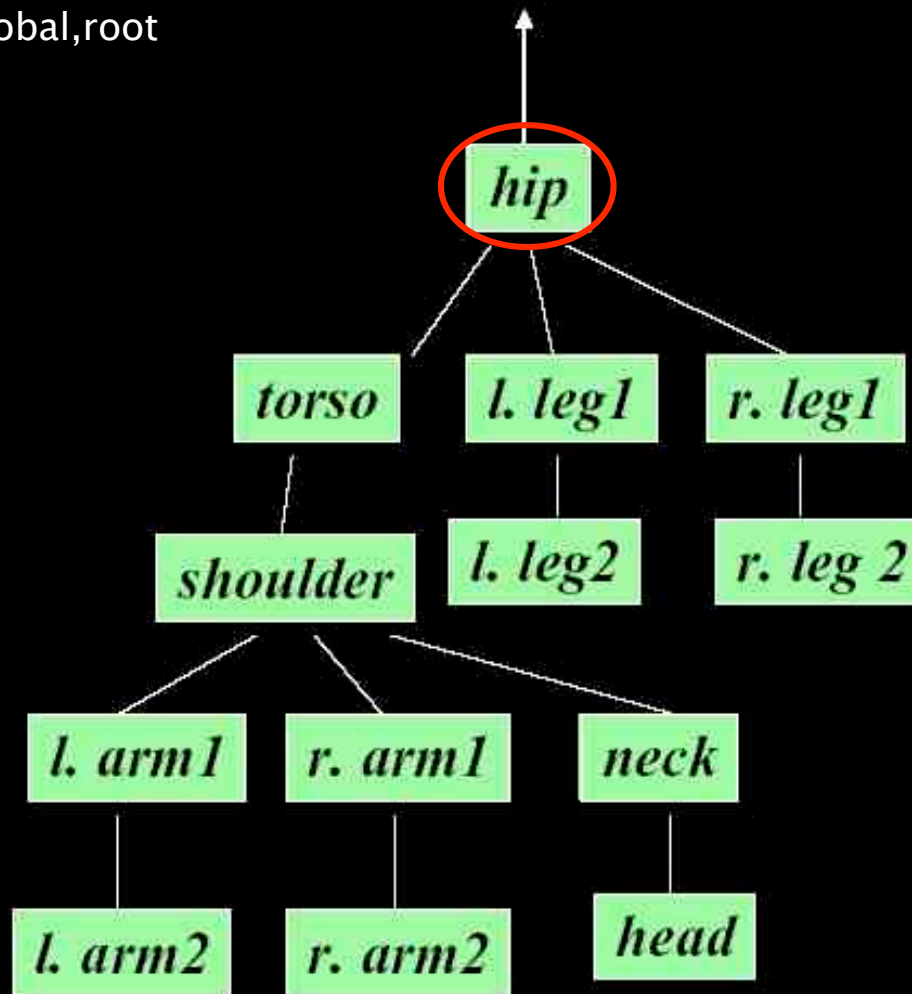 obal,root
hip
torso
l. leg1
r. leg1
shoulder
l. leg2
r. leg 2
l. arm1
r. arm1
neck
l. arm2
r. arm2
head